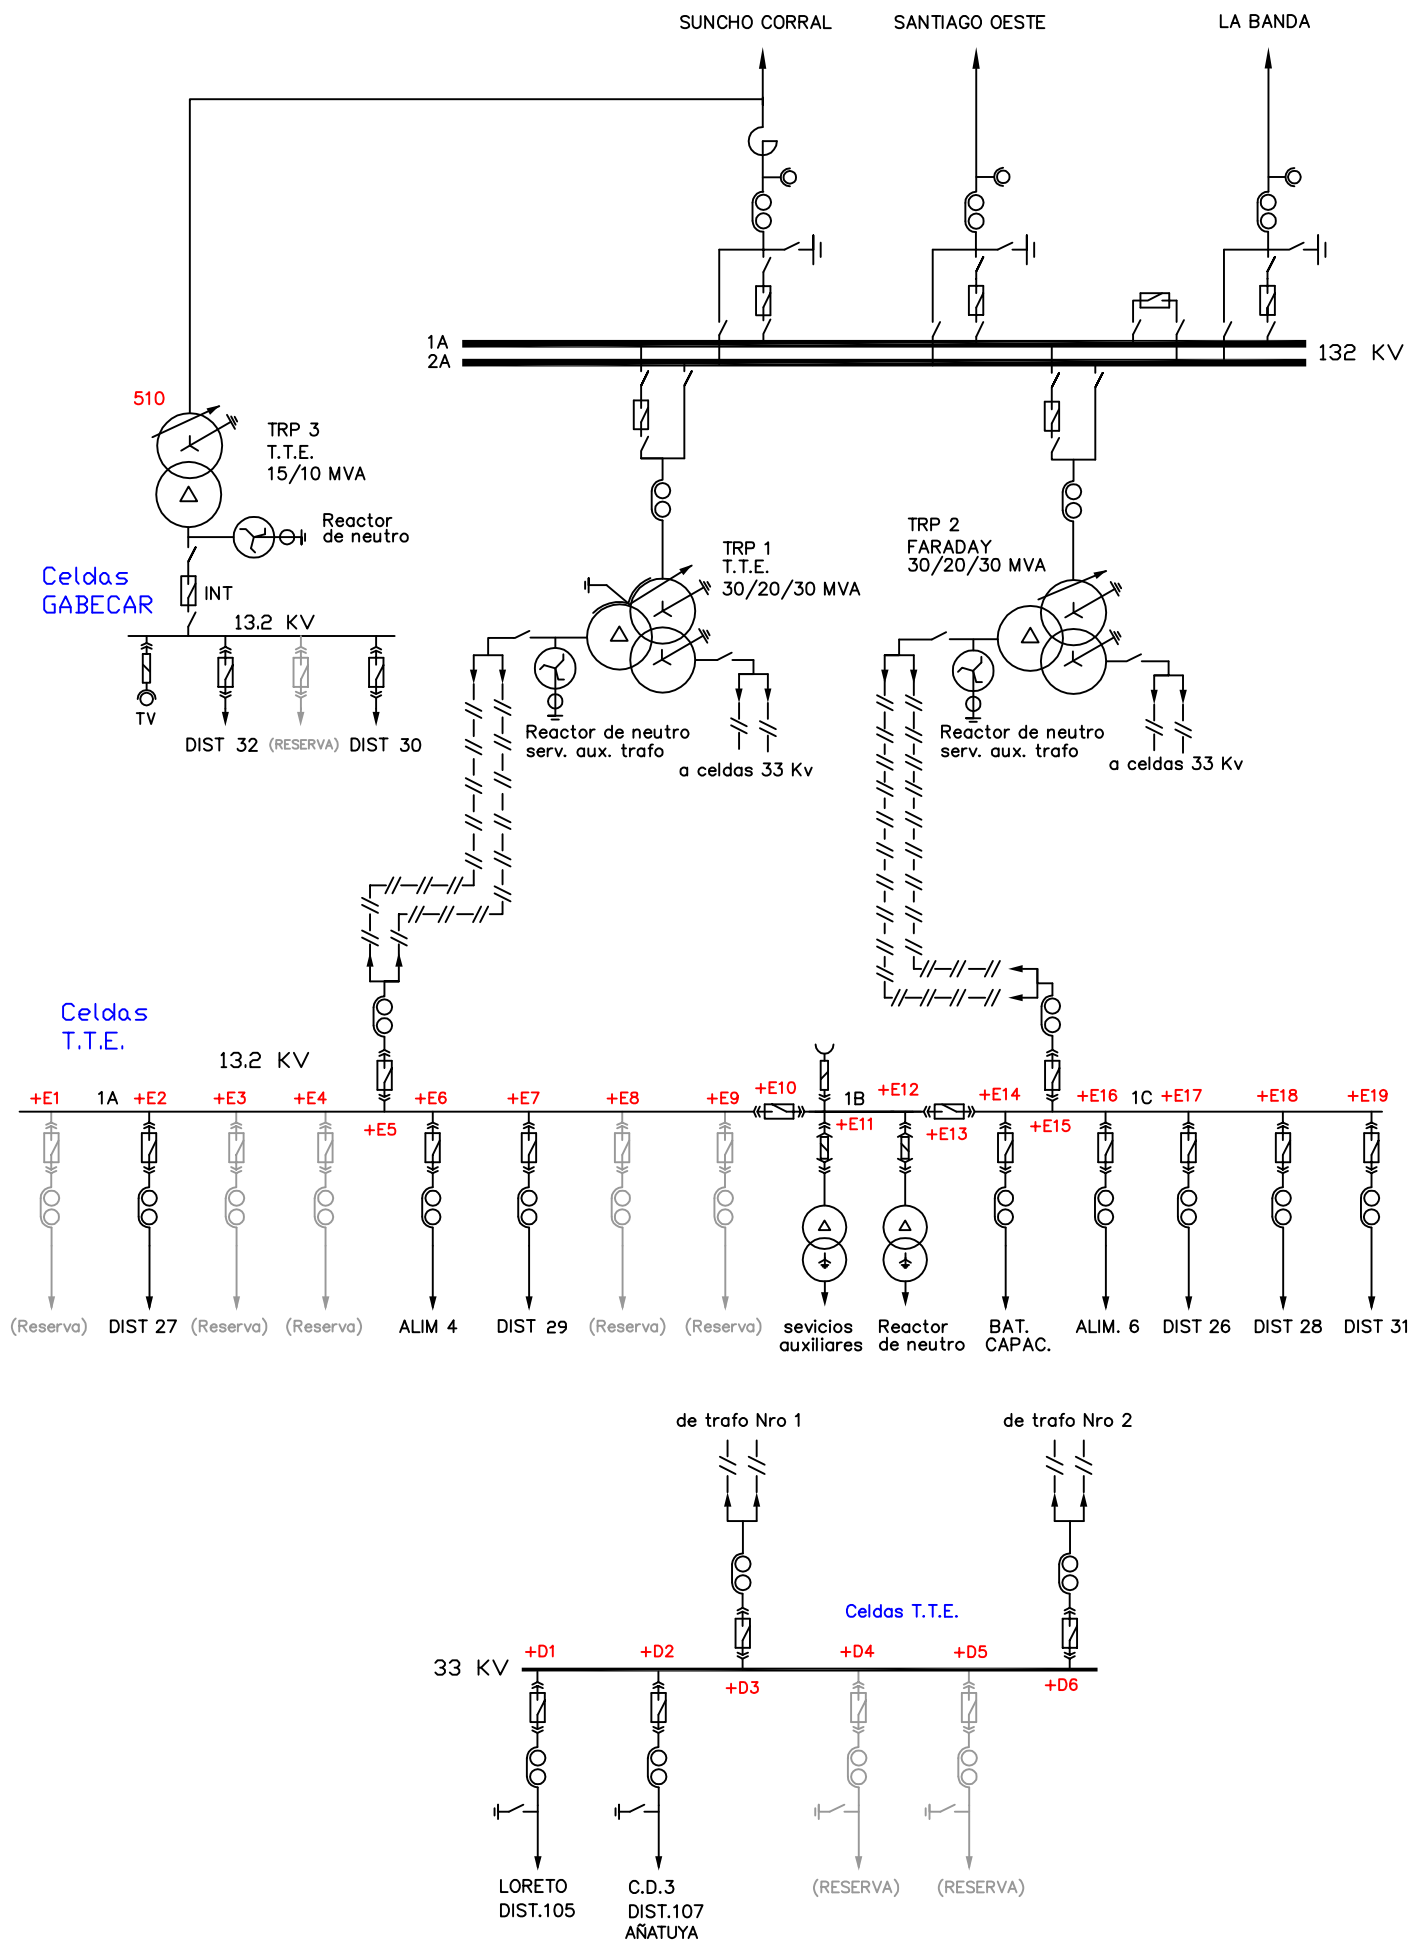 SUNCHO CORRAL
SANTIAGO OESTE
LA BANDA
1A
2A
132 KV
510
TRP 3
T.T.E.
15/10 MVA
Reactor
de neutro
Celdas
GABECAR
INT
13.2 KV
TV
DIST 32
(RESERVA)
DIST 30
TRP 1
T.T.E.
30/20/30 MVA
Reactor de neutro
serv. aux. trafo
a celdas 33 Kv
TRP 2
FARADAY
30/20/30 MVA
Reactor de neutro
serv. aux. trafo
a celdas 33 Kv
Celdas
T.T.E.
13.2 KV
+E1
1A
+E2
+E3
+E4
+E5
+E6
+E7
+E8
+E9
+E10
1B
+E11
+E12
+E13
+E14
+E15
+E16
1C
+E17
+E18
+E19
(Reserva)
DIST 27
(Reserva)
(Reserva)
ALIM 4
DIST 29
(Reserva)
(Reserva)
sevicios
auxiliares
Reactor
de neutro
BAT.
CAPAC.
ALIM. 6
DIST 26
DIST 28
DIST 31
de trafo Nro 1
de trafo Nro 2
Celdas T.T.E.
33 KV
+D1
+D2
+D3
+D4
+D5
+D6
LORETO
DIST.105
C.D.3
DIST.107
AÑATUYA
(RESERVA)
(RESERVA)